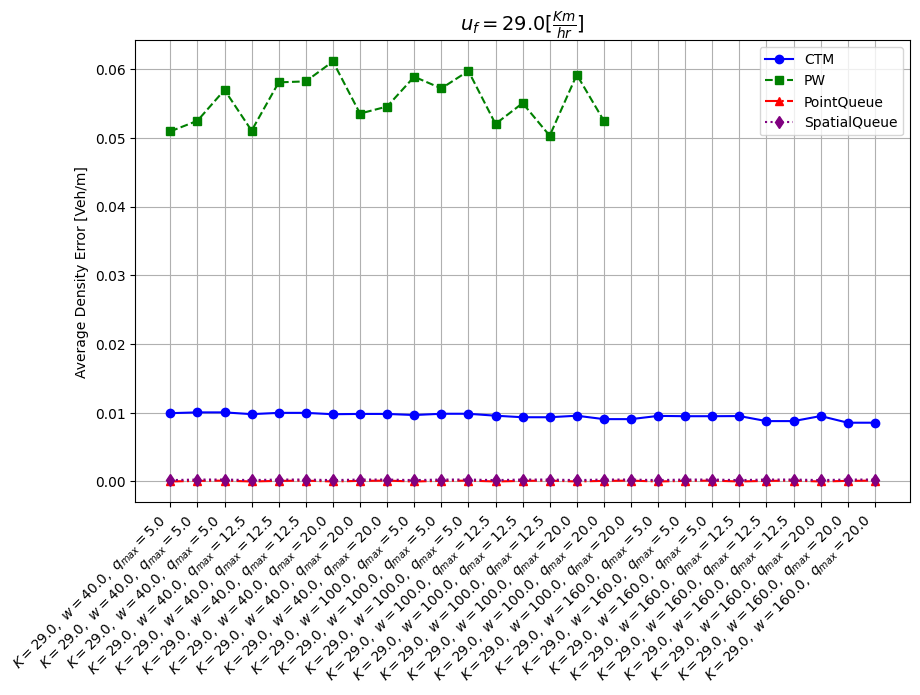 u_f = 29.0[Km/hr]
CTM
PW
PointQueue
SpatialQueue
Average Density Error [Veh/m]
0.06
0.05
0.04
0.03
0.02
0.01
0.00
K = 29.0, w = 40.0, q_max = 5.0
K = 29.0, w = 40.0, q_max = 5.0
K = 29.0, w = 40.0, q_max = 5.0
K = 29.0, w = 40.0, q_max = 12.5
K = 29.0, w = 40.0, q_max = 12.5
K = 29.0, w = 40.0, q_max = 12.5
K = 29.0, w = 40.0, q_max = 20.0
K = 29.0, w = 40.0, q_max = 20.0
K = 29.0, w = 40.0, q_max = 20.0
K = 29.0, w = 100.0, q_max = 5.0
K = 29.0, w = 100.0, q_max = 5.0
K = 29.0, w = 100.0, q_max = 5.0
K = 29.0, w = 100.0, q_max = 12.5
K = 29.0, w = 100.0, q_max = 12.5
K = 29.0, w = 100.0, q_max = 12.5
K = 29.0, w = 100.0, q_max = 20.0
K = 29.0, w = 100.0, q_max = 20.0
K = 29.0, w = 100.0, q_max = 20.0
K = 29.0, w = 160.0, q_max = 5.0
K = 29.0, w = 160.0, q_max = 5.0
K = 29.0, w = 160.0, q_max = 5.0
K = 29.0, w = 160.0, q_max = 12.5
K = 29.0, w = 160.0, q_max = 12.5
K = 29.0, w = 160.0, q_max = 12.5
K = 29.0, w = 160.0, q_max = 20.0
K = 29.0, w = 160.0, q_max = 20.0
K = 29.0, w = 160.0, q_max = 20.0